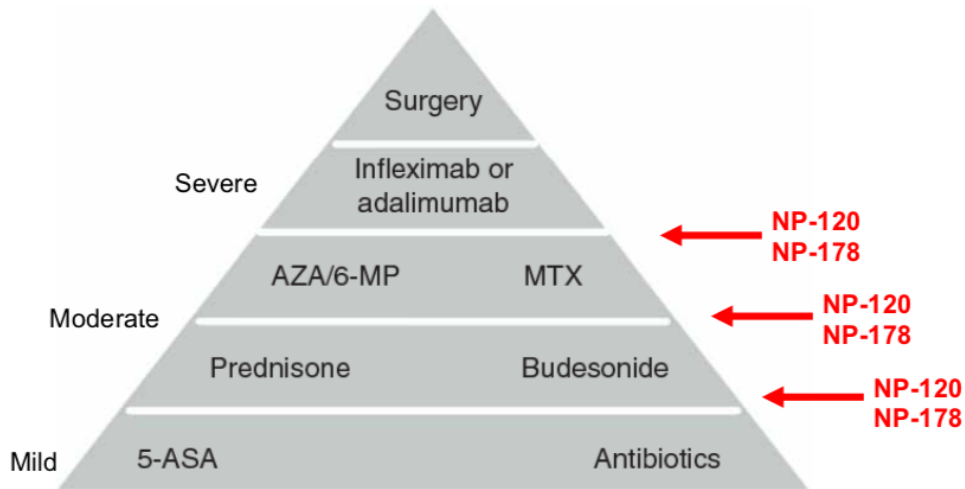 Surgery
Severe
Infleximab or
adalimumab
NP-120
NP-178
AZA/6-MP MTX
Moderate
NP-120
NP-178
Prednisone Budesonide
NP-120
NP-178
Mild 5-ASA Antibiotics